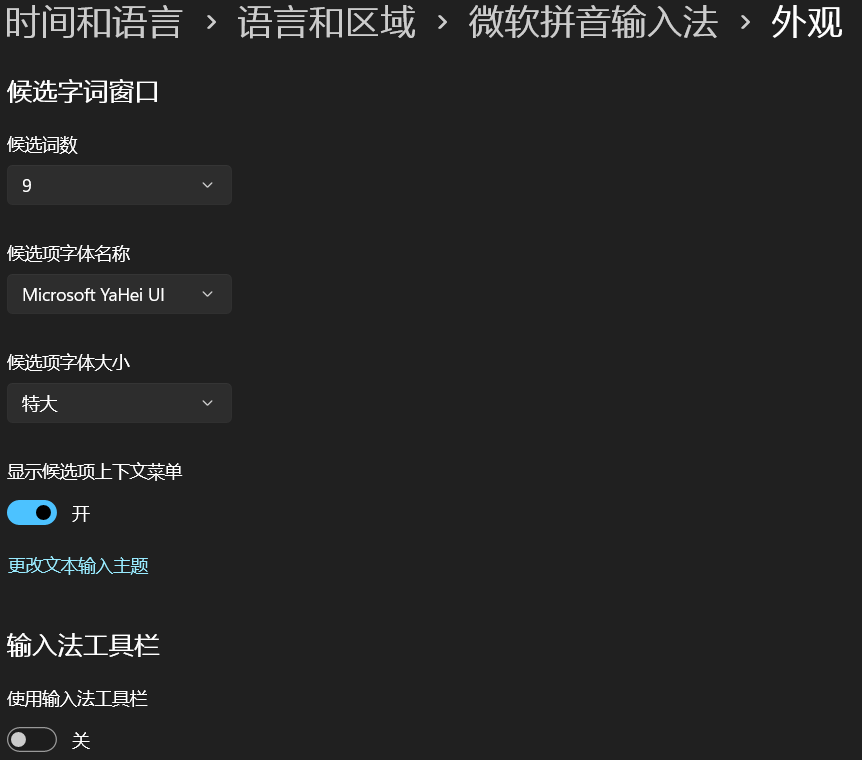 时间和语言 › 语言和区域 › 微软拼音输入法 › 外观
候选字词窗口
候选词数
9
候选项字体名称
Microsoft YaHei UI
候选项字体大小
特大
显示候选项上下文菜单
开
更改文本输入主题
输入法工具栏
使用输入法工具栏
关